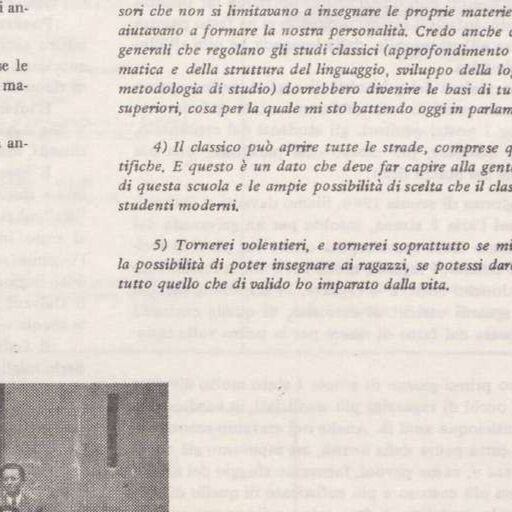 i an-
se le
ma-
a an-
sori che non si limitavano a insegnare le proprie materie
aiutavano a formare la nostra personalità. Credo anche c
generali che regolano gli studi classici (approfondimento
matica e della struttura del linguaggio, sviluppo della lo
metodologia di studio) dovrebbero divenire le basi di tu
superiori, cosa per la quale mi sto battendo oggi in parlam
4) Il classico può aprire tutte le strade, comprese q
tifiche. E questo è un dato che deve far capire alla gent
di questa scuola e le ampie possibilità di scelta che il clas
studenti moderni.
5) Tornerei volentieri, e tornerei soprattutto se mi
la possibilità di poter insegnare ai ragazzi, se potessi dar
tutto quello che di valido ho imparato dalla vita.